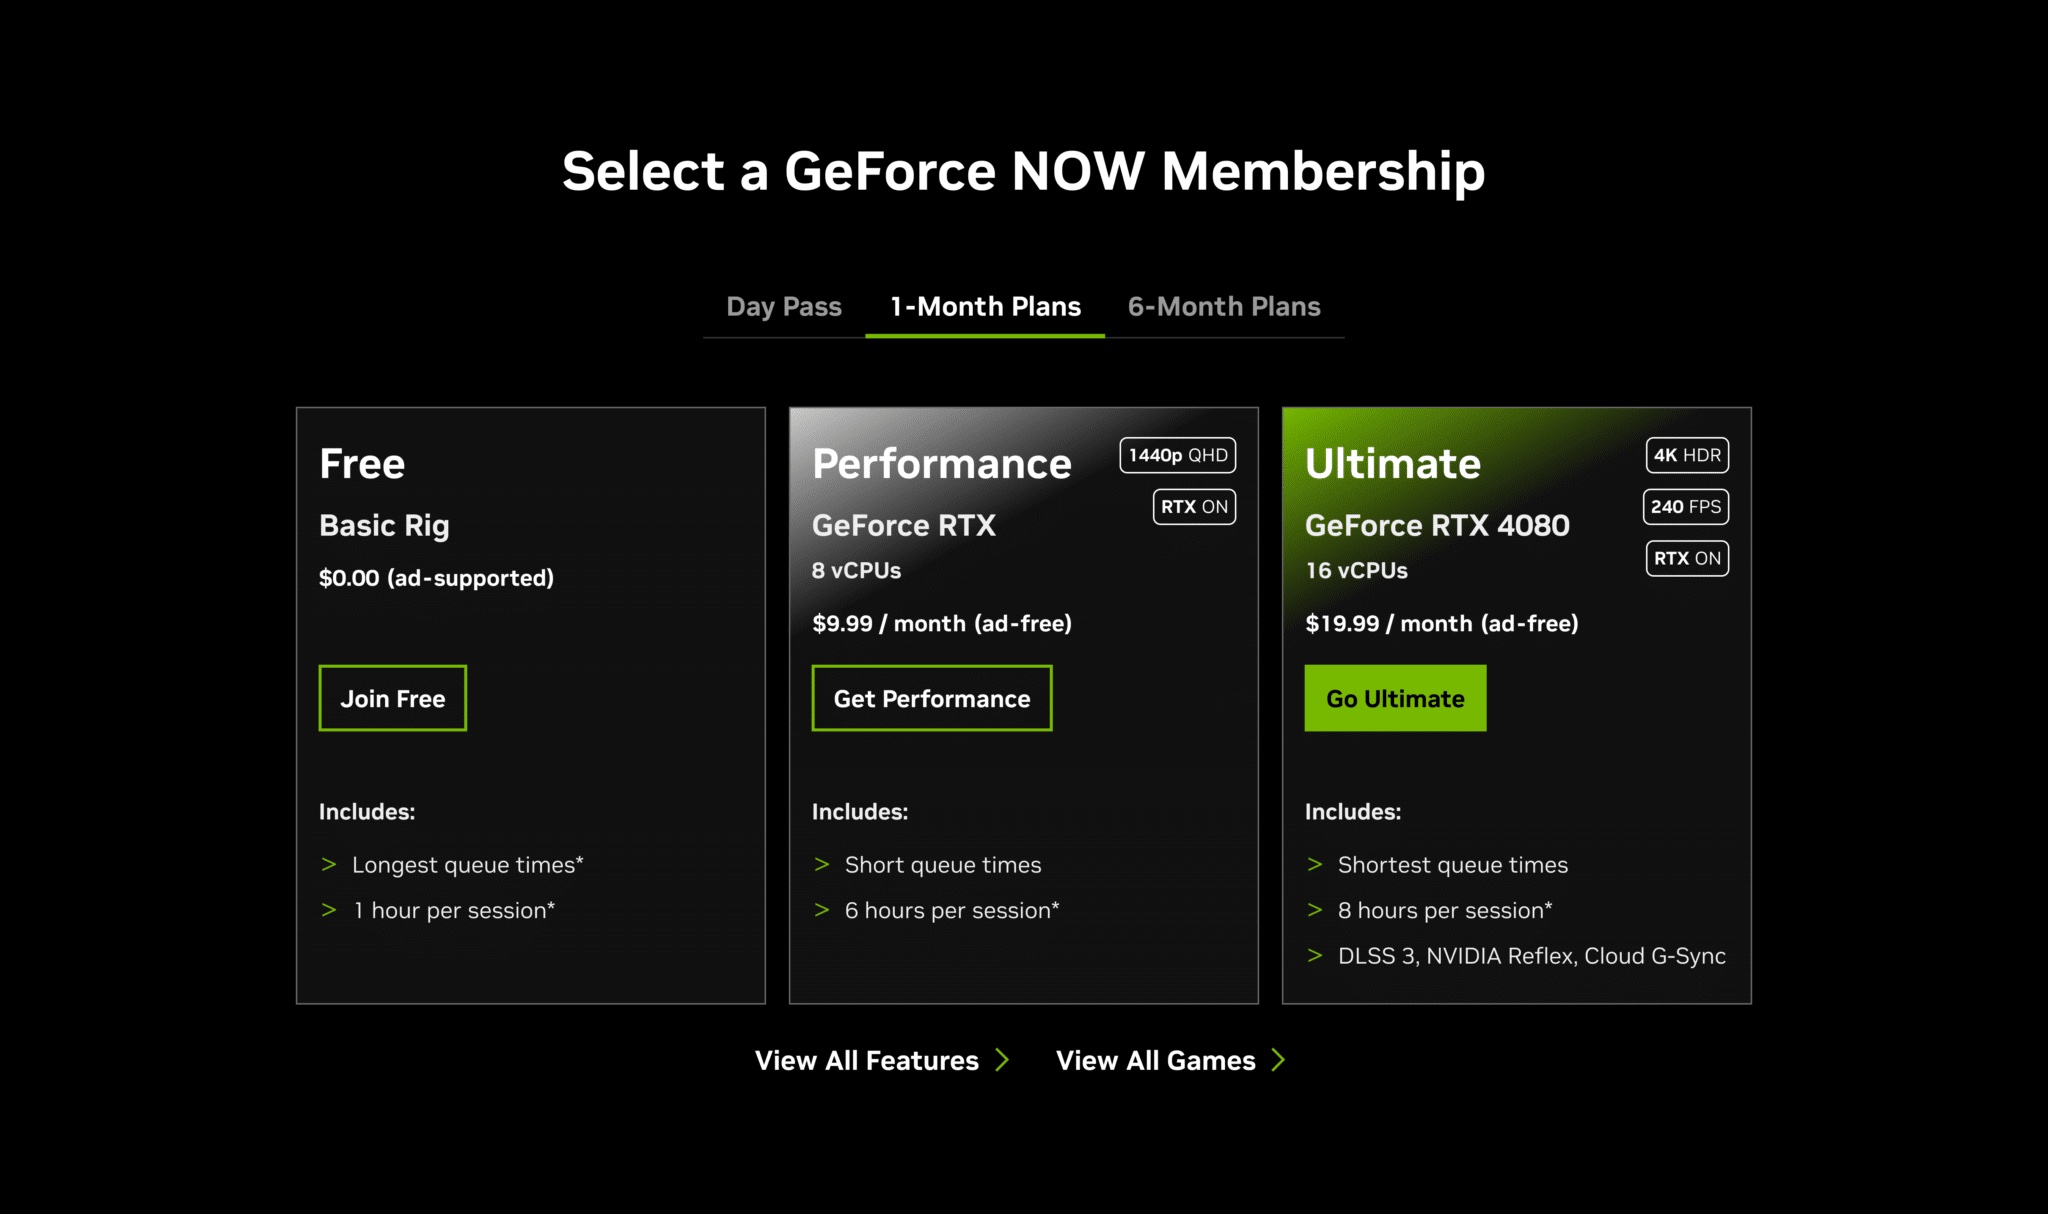 Select a GeForce NOW Membership
Day Pass
1-Month Plans
6-Month Plans
Free
Basic Rig
$0.00 (ad-supported)
Join Free
Includes:
> Longest queue times*
> 1 hour per session*
Performance
1440p QHD
RTX ON
GeForce RTX
8 vCPUs
$9.99 / month (ad-free)
Get Performance
Includes:
> Short queue times
> 6 hours per session*
Ultimate
4K HDR
240 FPS
RTX ON
GeForce RTX 4080
16 vCPUs
$19.99 / month (ad-free)
Go Ultimate
Includes:
> Shortest queue times
> 8 hours per session*
> DLSS 3, NVIDIA Reflex, Cloud G-Sync
View All Features >
View All Games >